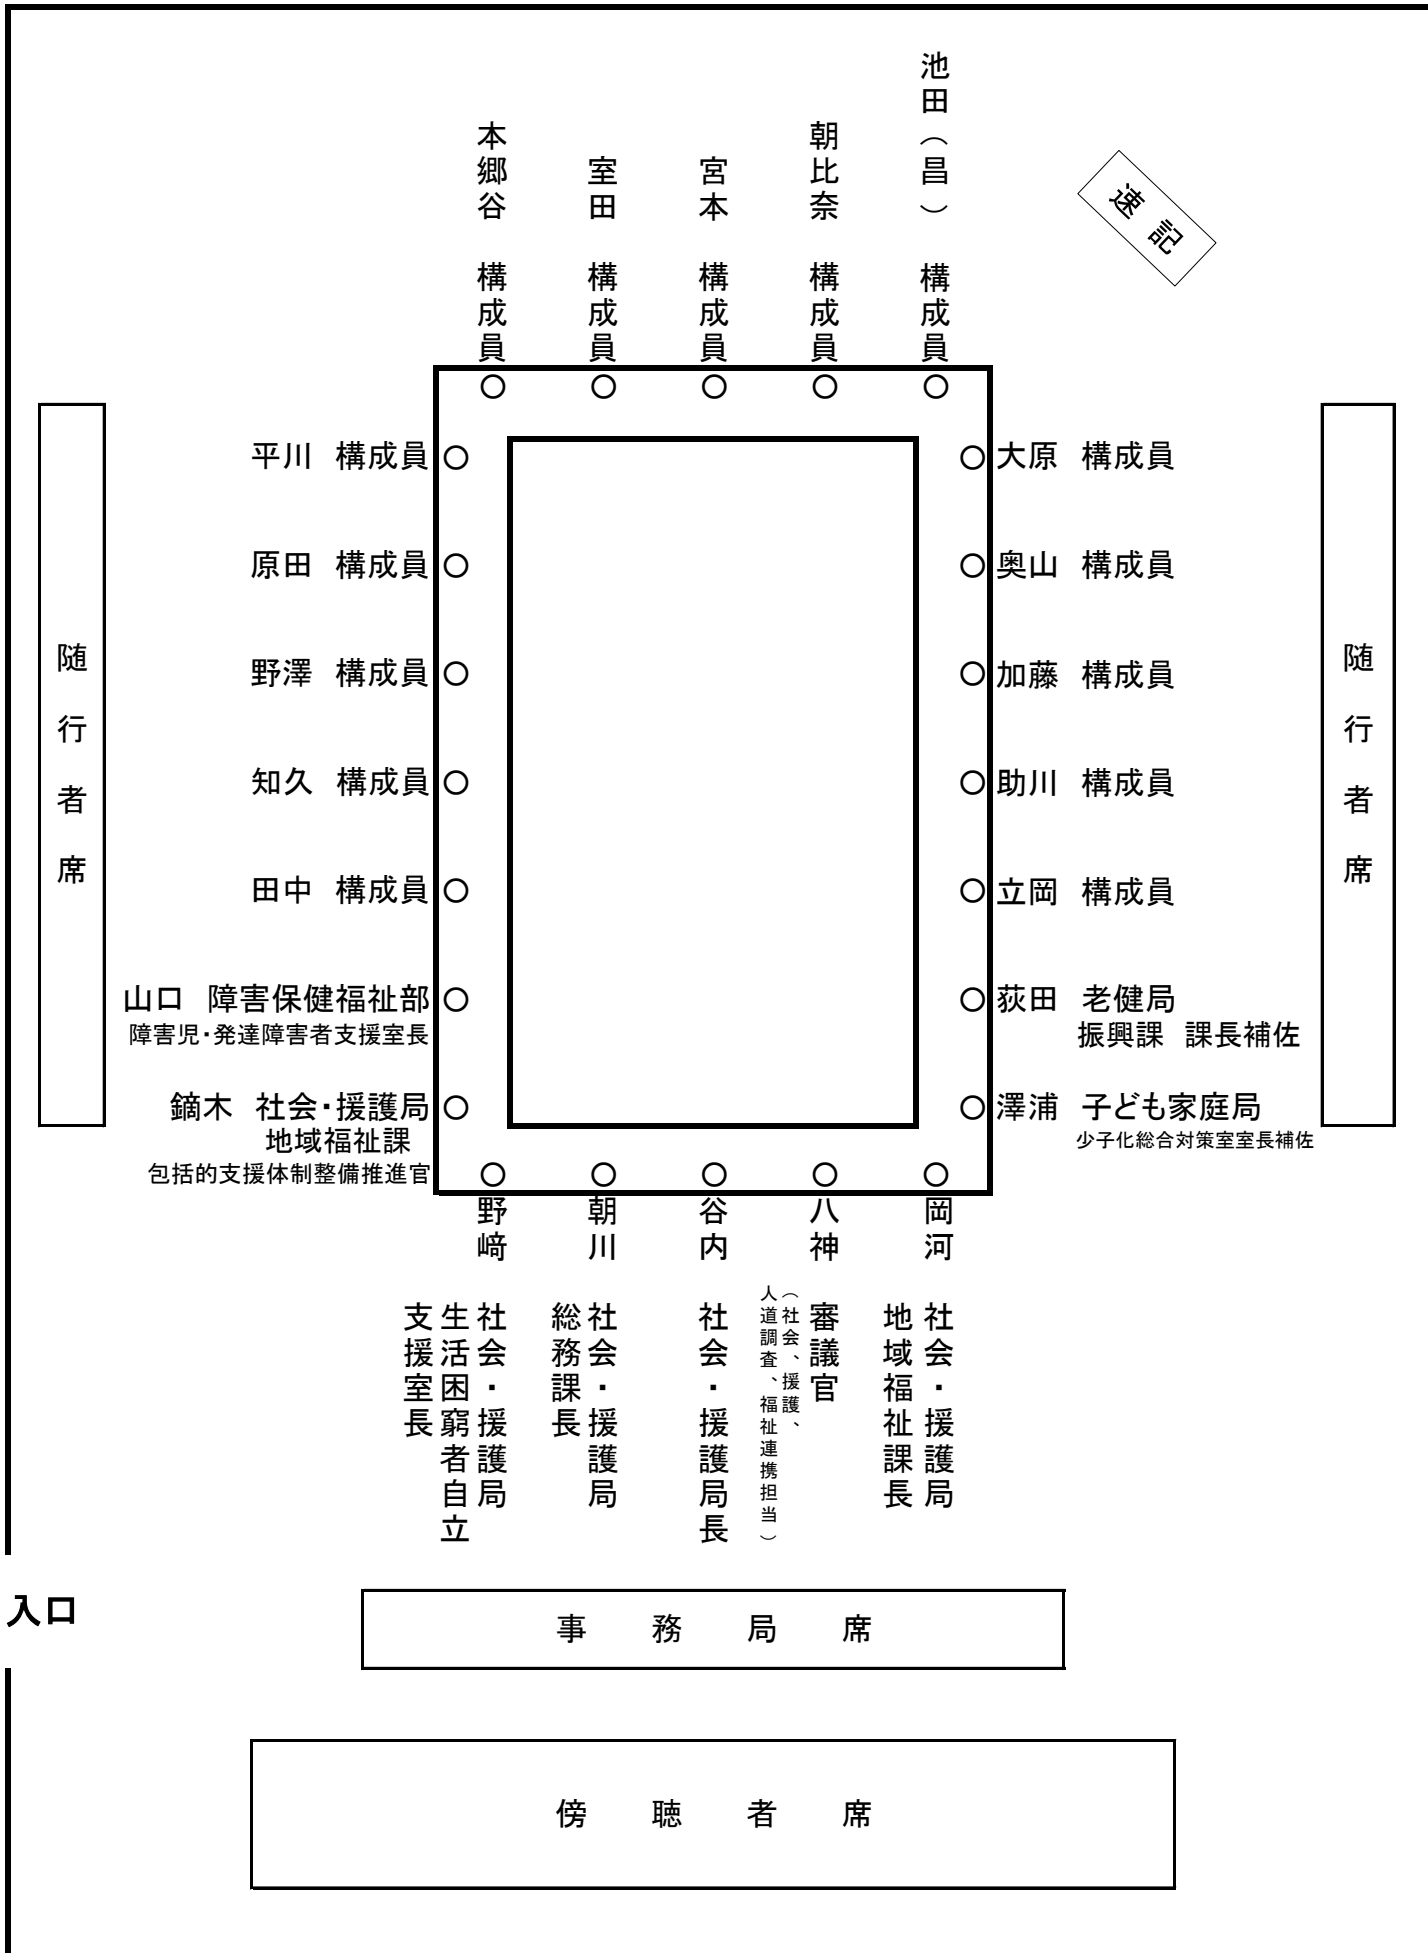 池田（昌） 構成員
朝比奈 構成員
宮本 構成員
室田 構成員
本郷谷 構成員
速記
平川 構成員
原田 構成員
野澤 構成員
知久 構成員
田中 構成員
山口 障害保健福祉部
障害児・発達障害者支援室長
鏑木 社会・援護局
地域福祉課
包括的支援体制整備推進官
大原 構成員
奥山 構成員
加藤 構成員
助川 構成員
立岡 構成員
荻田 老健局
振興課 課長補佐
澤浦 子ども家庭局
少子化総合対策室室長補佐
随行者席
随行者席
岡河 社会・援護局
地域福祉課長
八神 審議官
（社会、援護、
人道調査、福祉連携担当）
谷内 社会・援護局長
朝川 社会・援護局
総務課長
野﨑 社会・援護局
生活困窮者自立
支援室長
入口
事務局席
傍聴者席